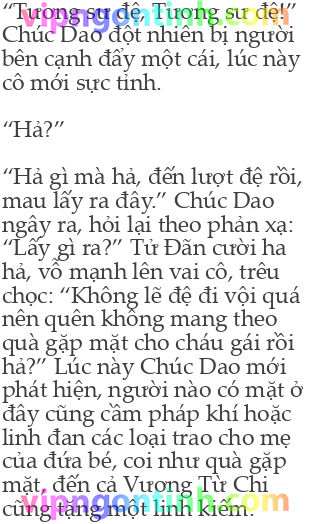 “Tương sư đệ, Tương sư đệ!”
Chúc Dao đột nhiên bị người
bên cạnh đẩy một cái, lúc này
cô mới sực tỉnh.
“Hả?”
“Hả gì mà hả, đến lượt đệ rồi,
mau lấy ra đây.” Chúc Dao
ngây ra, hỏi lại theo phản xạ:
“Lấy gì ra?” Tử Đãn cười ha
hả, vỗ mạnh lên vai cô, trêu
chọc: “Không lẽ đệ đi vội quá
nên quên không mang theo
quà gặp mặt cho cháu gái rồi
hả?” Lúc này Chúc Dao mới
phát hiện, người nào có mặt ở
đây cũng cầm pháp khí hoặc
linh đan các loại trao cho mẹ
của đứa bé, coi như quà gặp
mặt, đến cả Vương Từ Chi
cũng tặng một linh kiếm.
vipngontinh.com
vipngontinh.com